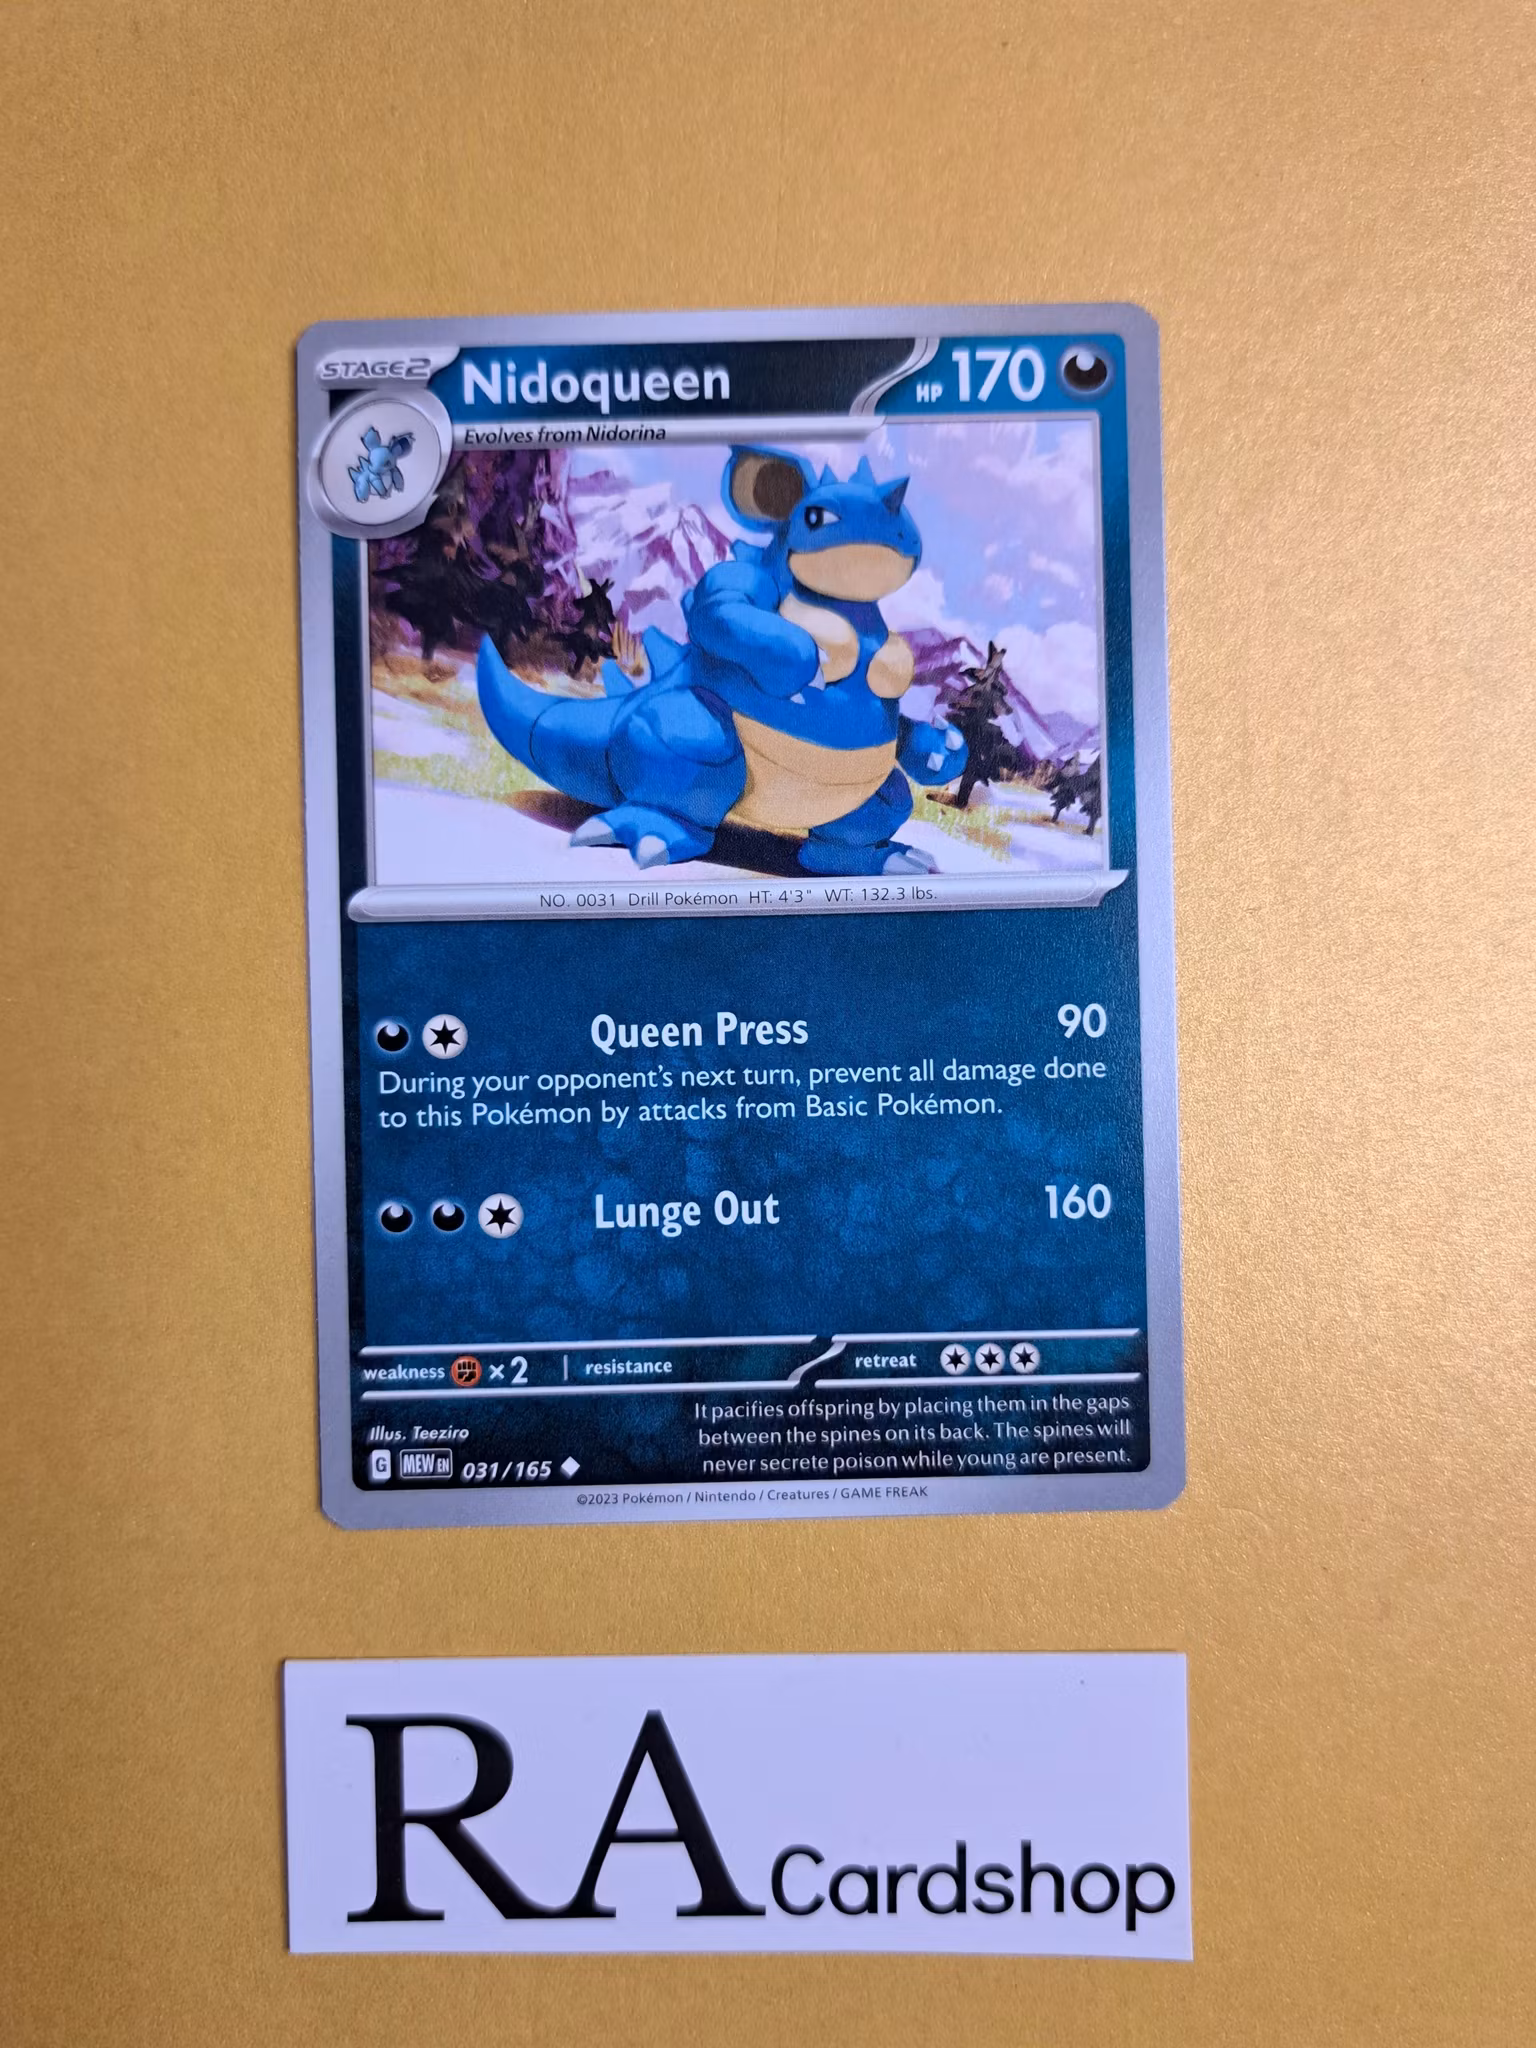 STAGE2
Nidoqueen
HP 170
Evolves from Nidorina
NO. 0031 Drill Pokémon HT: 4'3" WT: 132.3 lbs.
Queen Press 90
During your opponent's next turn, prevent all damage done
to this Pokémon by attacks from Basic Pokémon.
Lunge Out 160
weakness ×2 | resistance
retreat
It pacifies offspring by placing them in the gaps
between the spines on its back. The spines will
never secrete poison while young are present.
Illus. Teeziro
G MEW EN 031/165
©2023 Pokémon / Nintendo / Creatures / GAME FREAK
RA Cardshop